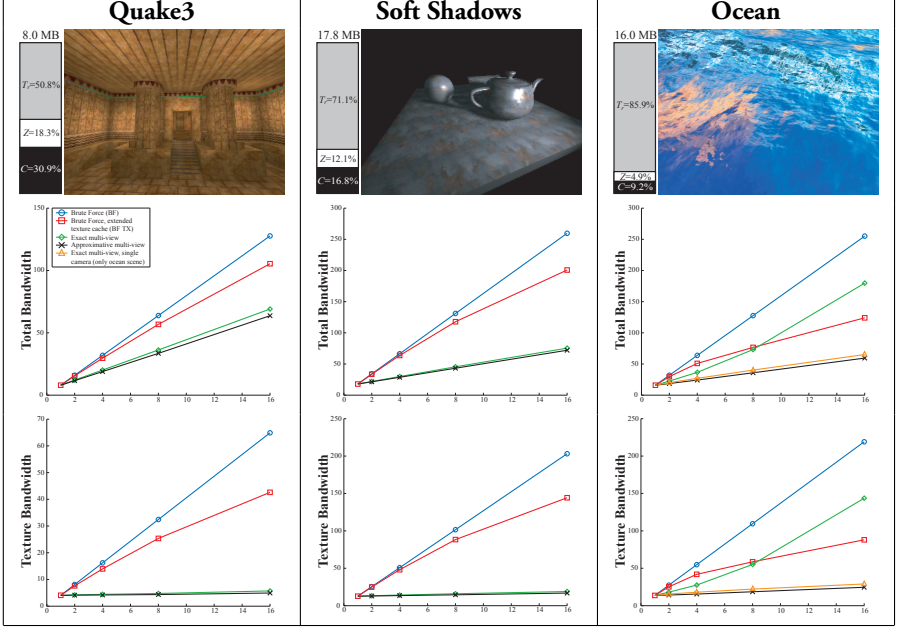 Quake3
Soft Shadows
Ocean
8.0 MB
17.8 MB
16.0 MB
Tr=50.8%
Z=18.3%
C=30.9%
Tr=71.1%
Z=12.1%
C=16.8%
Tr=85.9%
Z=4.9%
C=9.2%
Total Bandwidth
150
100
50
0
0 2 4 6 8 10 12 14 16
Brute Force (BF)
Brute Force, extended
texture cache (BF TX)
Exact multi-view
Approximative multi-view
Exact multi-view, single
camera (only ocean scene)
Total Bandwidth
300
250
200
150
100
50
0
0 2 4 6 8 10 12 14 16
Total Bandwidth
300
250
200
150
100
50
0
0 2 4 6 8 10 12 14 16
Texture Bandwidth
70
60
50
40
30
20
10
0
0 2 4 6 8 10 12 14 16
Texture Bandwidth
250
200
150
100
50
0
0 2 4 6 8 10 12 14 16
Texture Bandwidth
250
200
150
100
50
0
0 2 4 6 8 10 12 14 16